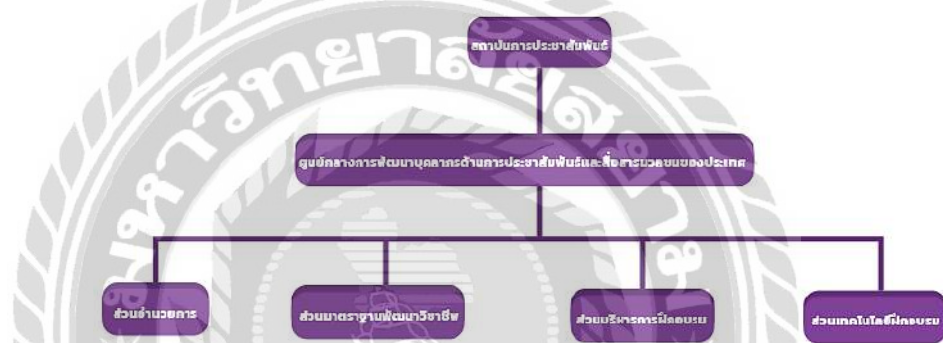 สถาบันการประชาสัมพันธ์
ศูนย์กลางการพัฒนาบุคลากรด้านการประชาสัมพันธ์และสื่อสารมวลชนของประเทศ
ส่วนอำนวยการ
ส่วนมาตราฐานพัฒนาวิชาชีพ
ส่วนบริหารการฝึกอบรม
ส่วนเทคโนโลยีฝึกอบรม